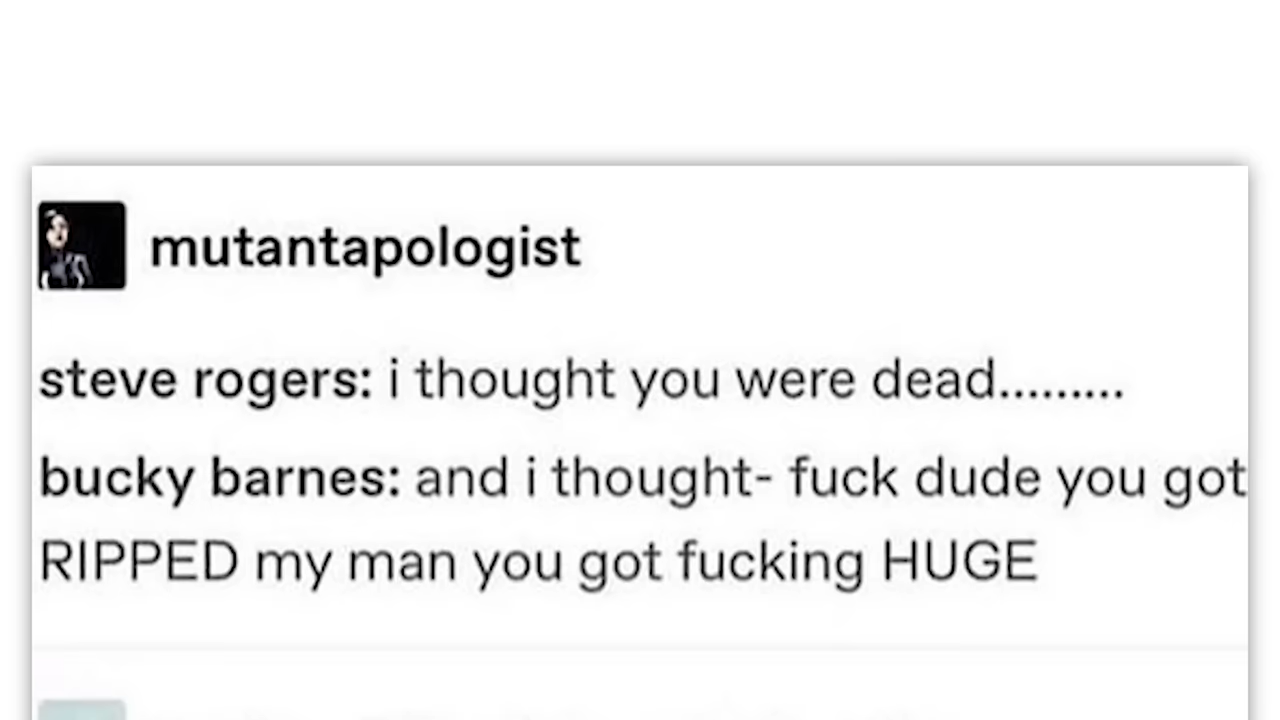 mutantapologist
steve rogers: i thought you were dead.........
bucky barnes: and i thought- fuck dude you got
RIPPED my man you got fucking HUGE